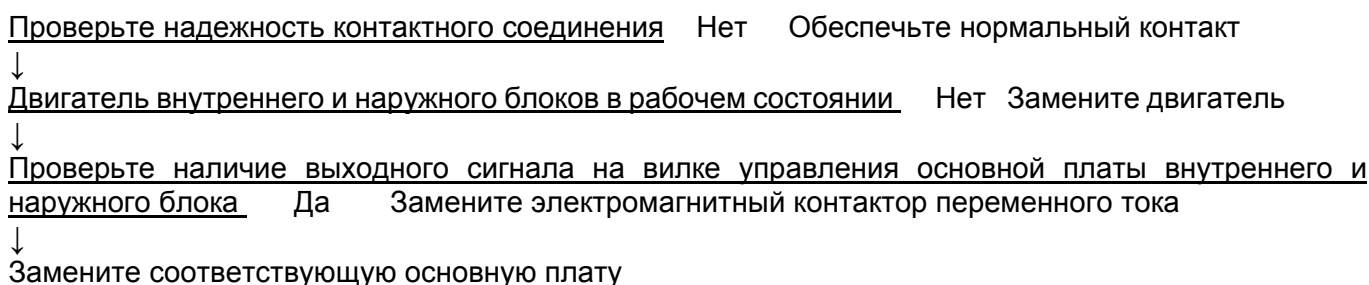 Проверьте надежность контактного соединения Нет Обеспечьте нормальный контакт
↓
Двигатель внутреннего и наружного блоков в рабочем состоянии Нет Замените двигатель
↓
Проверьте наличие выходного сигнала на вилке управления основной платы внутреннего и
наружного блока Да Замените электромагнитный контактор переменного тока
↓
Замените соответствующую основную плату